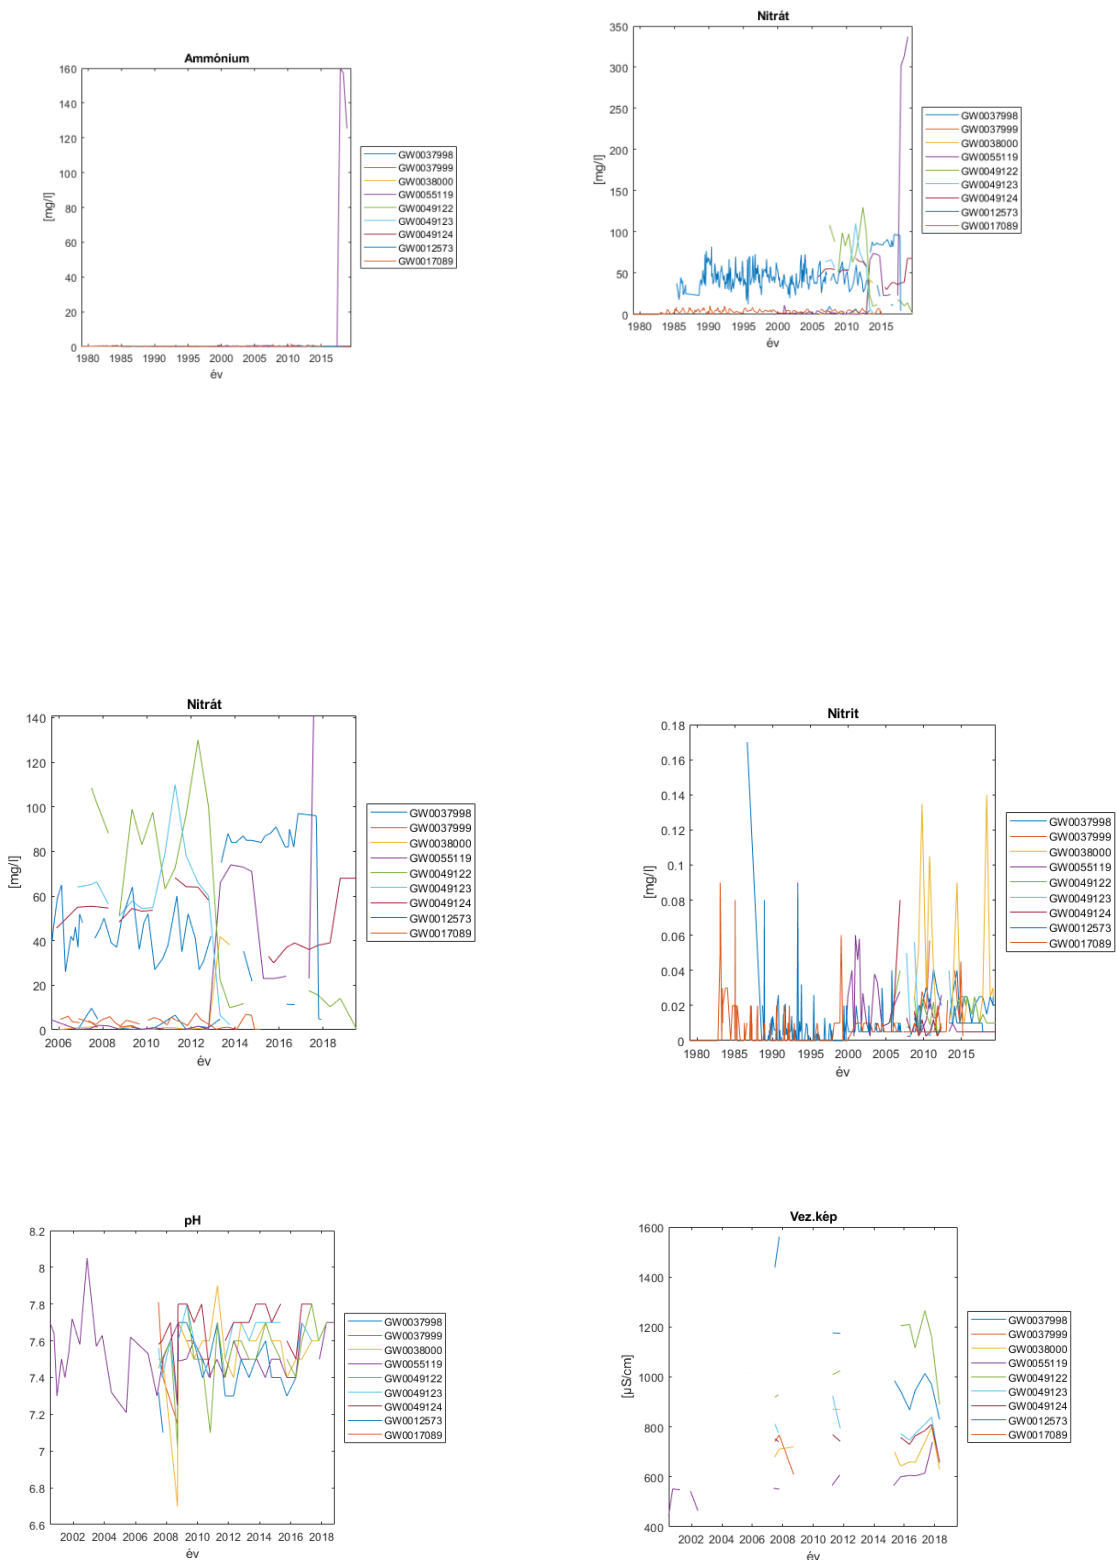 Ammónium
160
140
120
100
80
60
40
20
0
[mg/l]
1980 1985 1990 1995 2000 2005 2010 2015
év
GW0037998
GW0037999
GW0038000
GW0055119
GW0049122
GW0049123
GW0049124
GW0012573
GW0017089
Nitrát
350
300
250
200
150
100
50
0
[mg/l]
1980 1985 1990 1995 2000 2005 2010 2015
év
GW0037998
GW0037999
GW0038000
GW0055119
GW0049122
GW0049123
GW0049124
GW0012573
GW0017089
Nitrát
140
120
100
80
60
40
20
0
[mg/l]
2006 2008 2010 2012 2014 2016 2018
év
GW0037998
GW0037999
GW0038000
GW0055119
GW0049122
GW0049123
GW0049124
GW0012573
GW0017089
Nitrit
0.18
0.16
0.14
0.12
0.1
0.08
0.06
0.04
0.02
0
[mg/l]
1980 1985 1990 1995 2000 2005 2010 2015
év
GW0037998
GW0037999
GW0038000
GW0055119
GW0049122
GW0049123
GW0049124
GW0012573
GW0017089
pH
8.2
8
7.8
7.6
7.4
7.2
7
6.8
6.6
2002 2004 2006 2008 2010 2012 2014 2016 2018
év
GW0037998
GW0037999
GW0038000
GW0055119
GW0049122
GW0049123
GW0049124
GW0012573
GW0017089
Vez.kép
1600
1400
1200
1000
800
600
400
[µS/cm]
2002 2004 2006 2008 2010 2012 2014 2016 2018
év
GW0037998
GW0037999
GW0038000
GW0055119
GW0049122
GW0049123
GW0049124
GW0012573
GW0017089